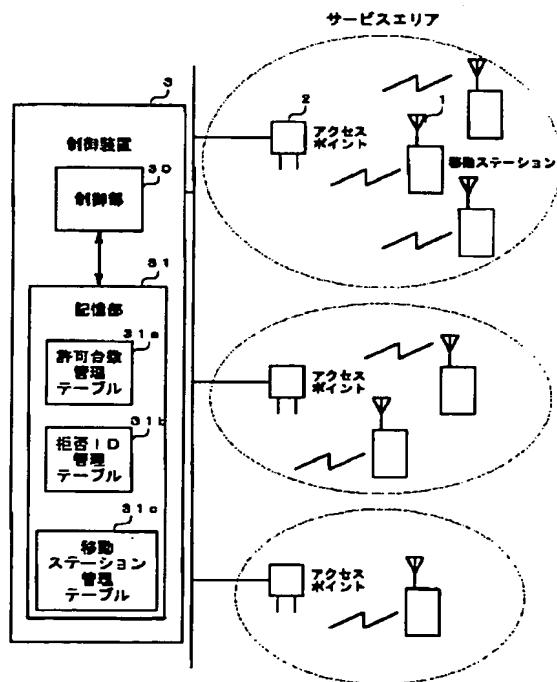 サービスエリア
3
制御装置
30
制御部
31
記憶部
31a
許可台数
管理
テーブル
31b
拒否ID
管理
テーブル
31c
移動
ステーション
管理
テーブル
2
アクセス
ポイント
1
移動ステーション
アクセス
ポイント
アクセス
ポイント